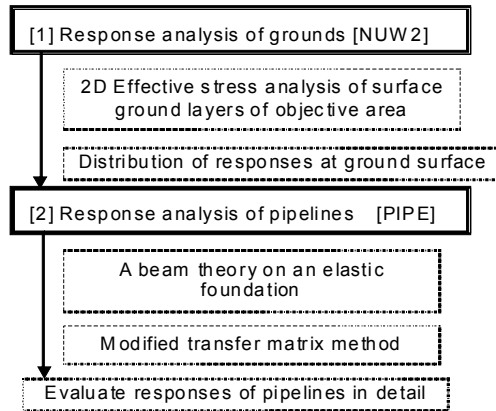 [1] Response analysis of grounds [NUW2]
2D Effective stress analysis of surface
ground layers of objective area
Distribution of responses at ground surface
[2] Response analysis of pipelines [PIPE]
A beam theory on an elastic
foundation
Modified transfer matrix method
Evaluate responses of pipelines in detail